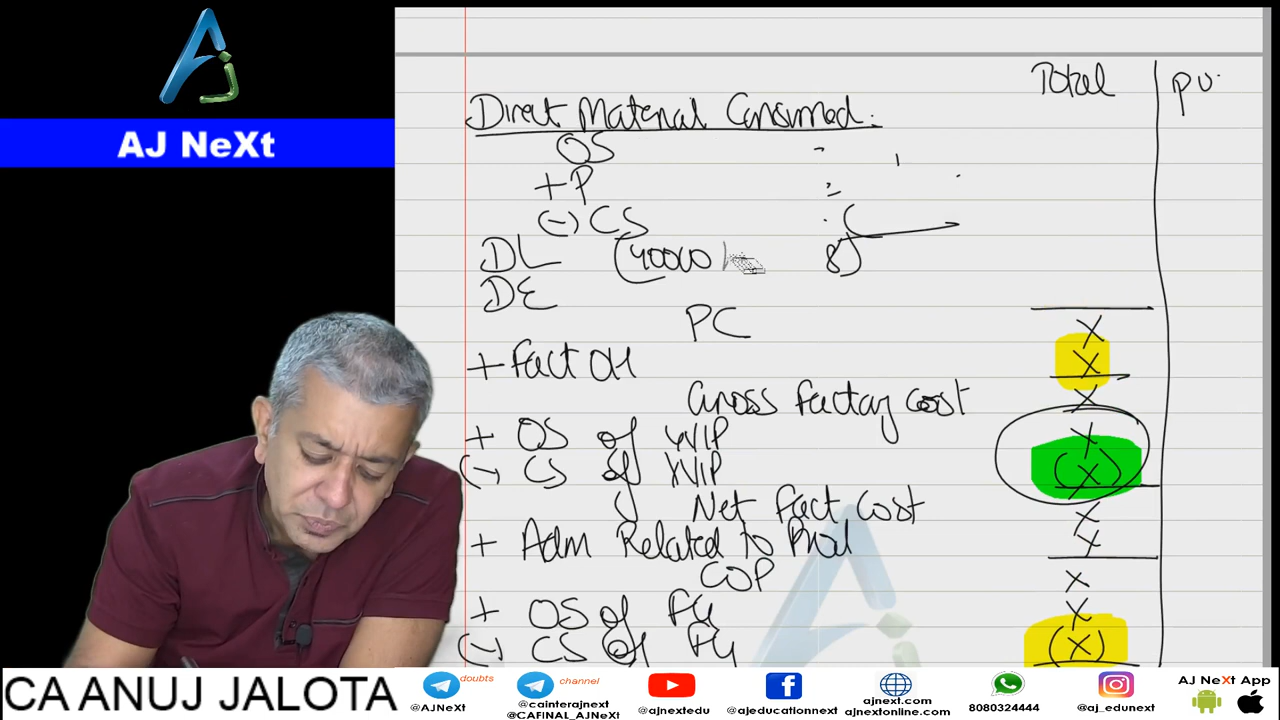 AJ NeXt
Total
pu
Direct Material Consumed:
OS
+ P
(-) CS
DL (40000 8)
DE
PC X
+ Fact OH X
Gross Factory Cost X
+ OS of WIP X
(-) CS of WIP (X)
Net Fact Cost X
+ Adm Related to Prod X
COP X
+ OS of FG X
(-) CS of FG (X)
CA ANUJ JALOTA
doubts
@AJNeXt
channel
@cainterajnext
@CAFINAL_AJNeXt
@ajnextedu
@ajeducationnext
ajnext.com
ajnextonline.com
8080324444
@aj_edunext
AJ NeXt App